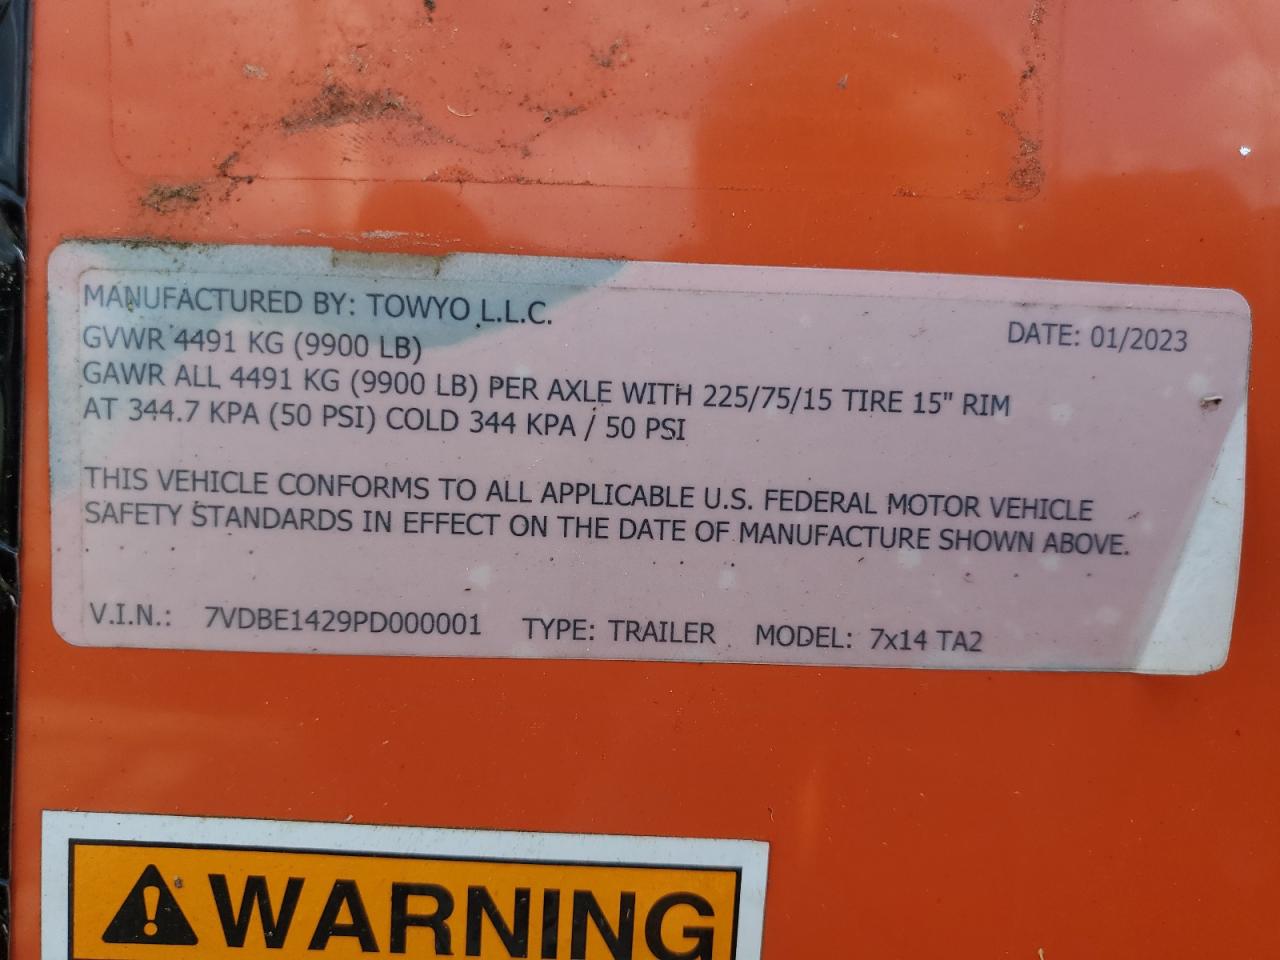 MANUFACTURED BY: TOWYO L.L.C.
DATE: 01/2023
GVWR 4491 KG (9900 LB)
GAWR ALL 4491 KG (9900 LB) PER AXLE WITH 225/75/15 TIRE 15" RIM
AT 344.7 KPA (50 PSI) COLD 344 KPA / 50 PSI
THIS VEHICLE CONFORMS TO ALL APPLICABLE U.S. FEDERAL MOTOR VEHICLE
SAFETY STANDARDS IN EFFECT ON THE DATE OF MANUFACTURE SHOWN ABOVE.
V.I.N.: 7VDBE1429PD000001 TYPE: TRAILER MODEL: 7x14 TA2
WARNING